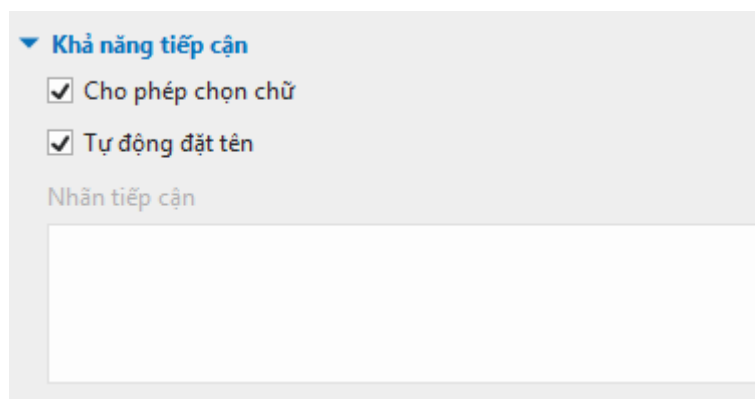 Khả năng tiếp cận
Cho phép chọn chữ
Tự động đặt tên
Nhãn tiếp cận